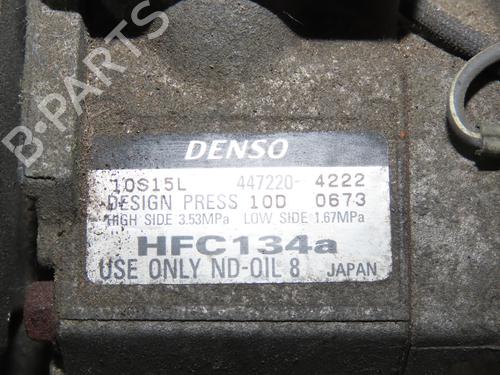 B-PARTS
DENSO
10S15L 447220-4222
DESIGN PRESS 10D 0673
HIGH SIDE 3.53MPa LOW SIDE 1.67MPa
HFC134a
USE ONLY ND-OIL 8 JAPAN